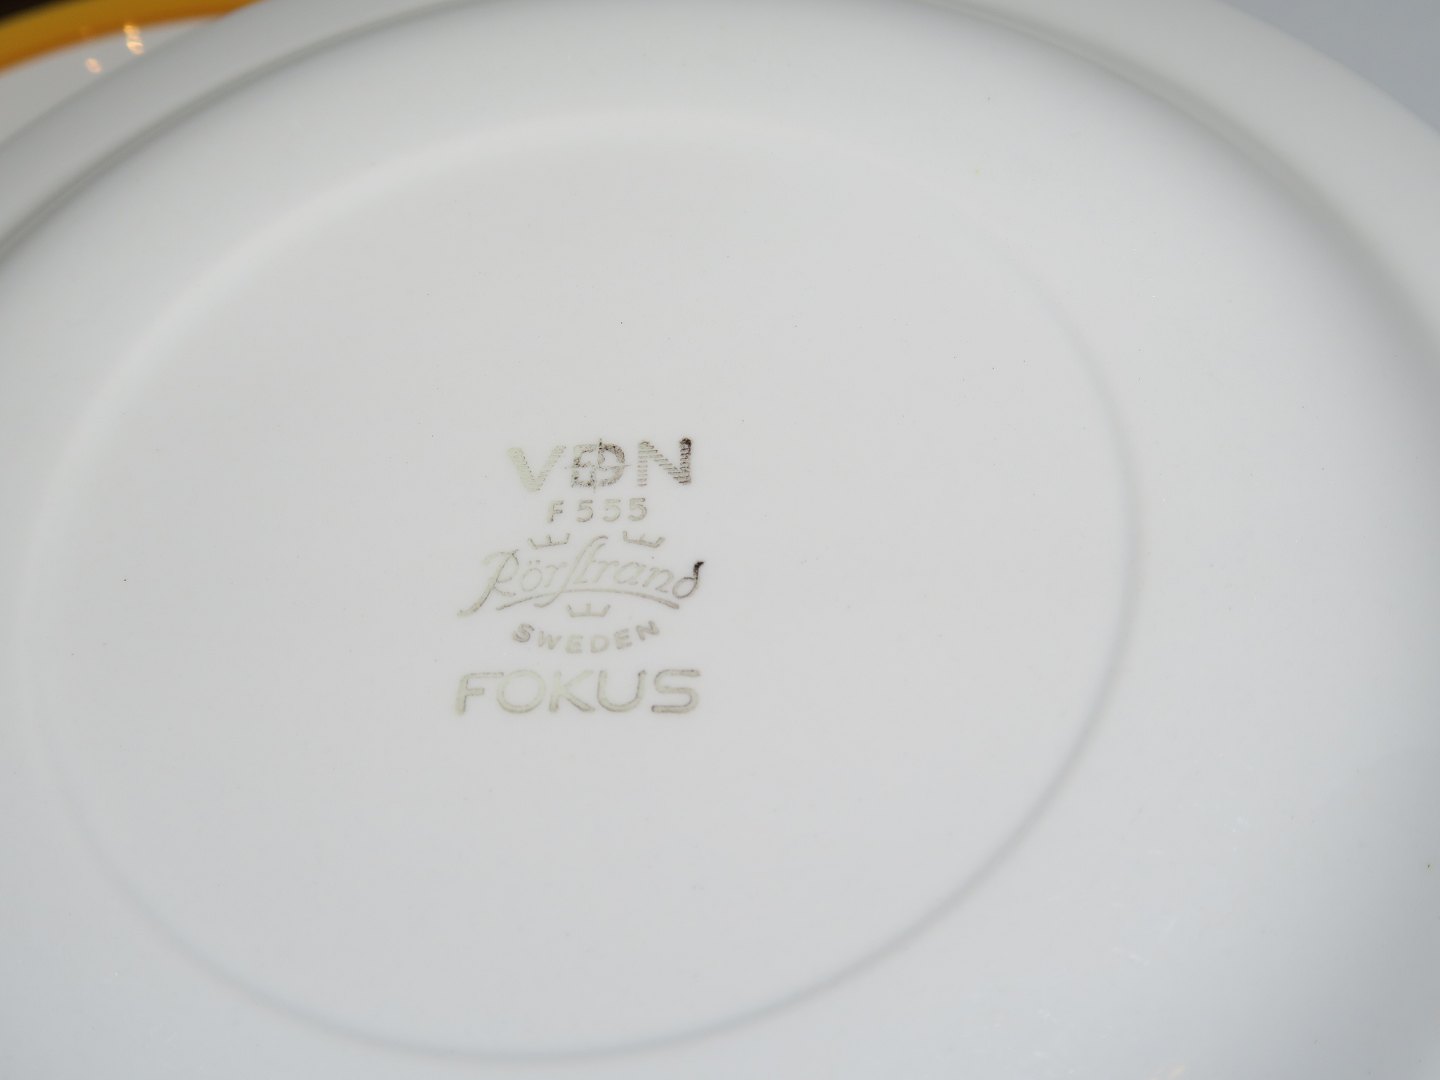 VDN
F555
Rörstrand
SWEDEN
FOKUS